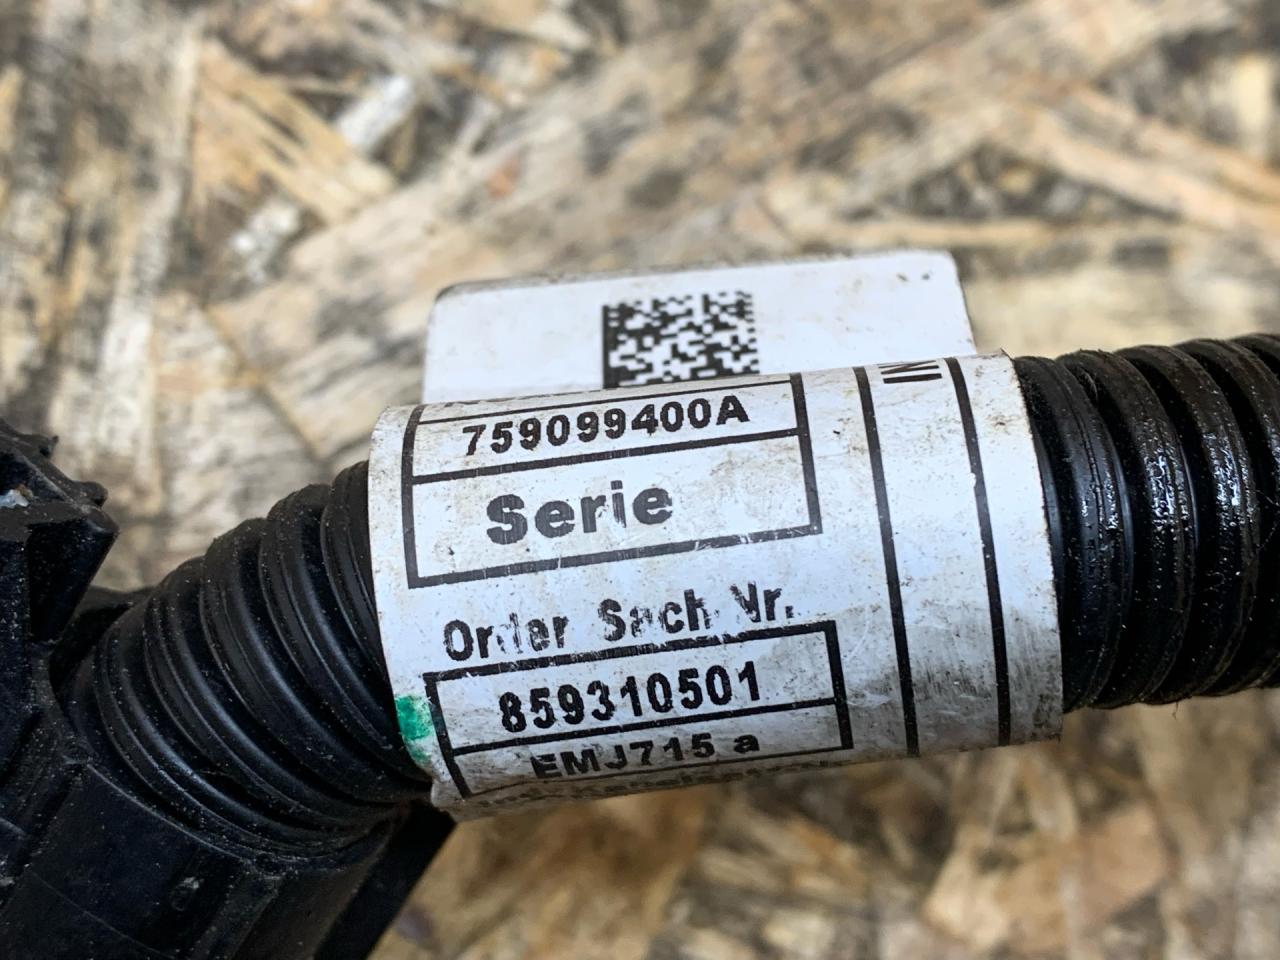 759099400A
Serie
Order Sach Nr.
859310501
EMJ715 a